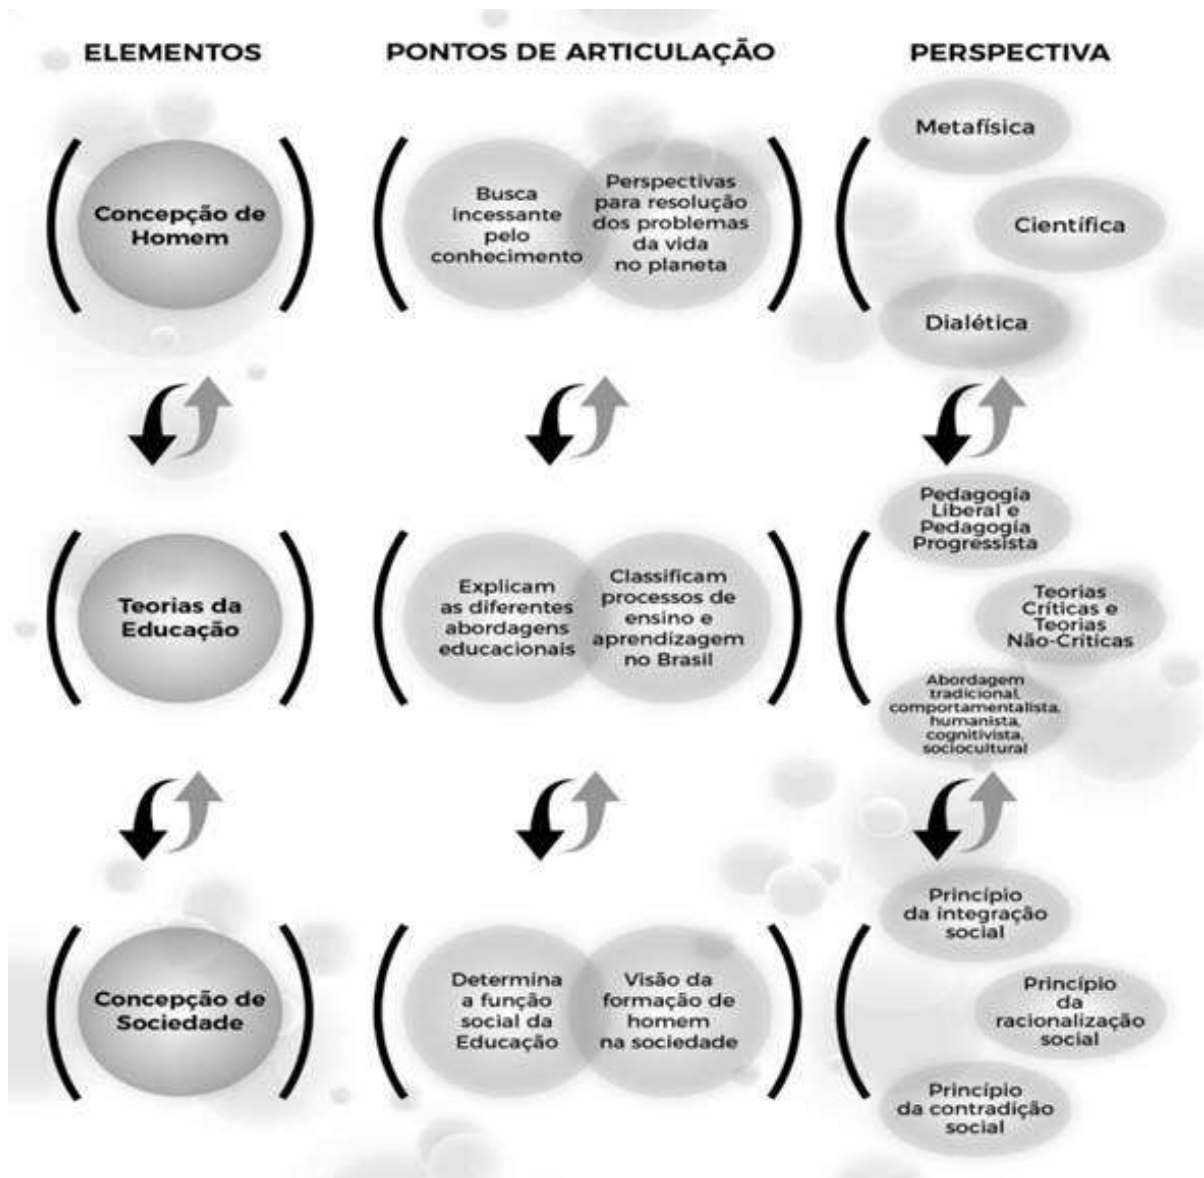 ELEMENTOS
PONTOS DE ARTICULAÇÃO
PERSPECTIVA
Concepção de
Homem
Busca
incessante
pelo
conhecimento
Perspectivas
para resolução
dos problemas
da vida
no planeta
Metafísica
Científica
Dialética
Teorias da
Educação
Explicam
as diferentes
abordagens
educacionais
Classificam
processos de
ensino e
aprendizagem
no Brasil
Pedagogia
Liberal e
Pedagogia
Progressista
Teorias
Críticas e
Teorias
Não-Críticas
Abordagem
tradicional,
comportamentalista,
humanista,
cognitivista,
sociocultural
Concepção de
Sociedade
Determina
a função
social da
Educação
Visão da
formação de
homem
na sociedade
Princípio
da integração
social
Princípio
da
racionalização
social
Princípio
da contradição
social